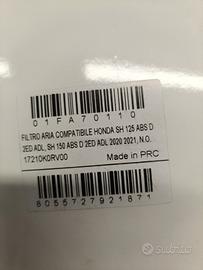 01FA70110
FILTRO ARIA COMPATIBILE HONDA SH 125 ABS D
2ED ADL, SH 150 ABS D 2ED ADL 2020 2021, N.O.
17210K0RV00
Made in PRC
8055727921871
subito